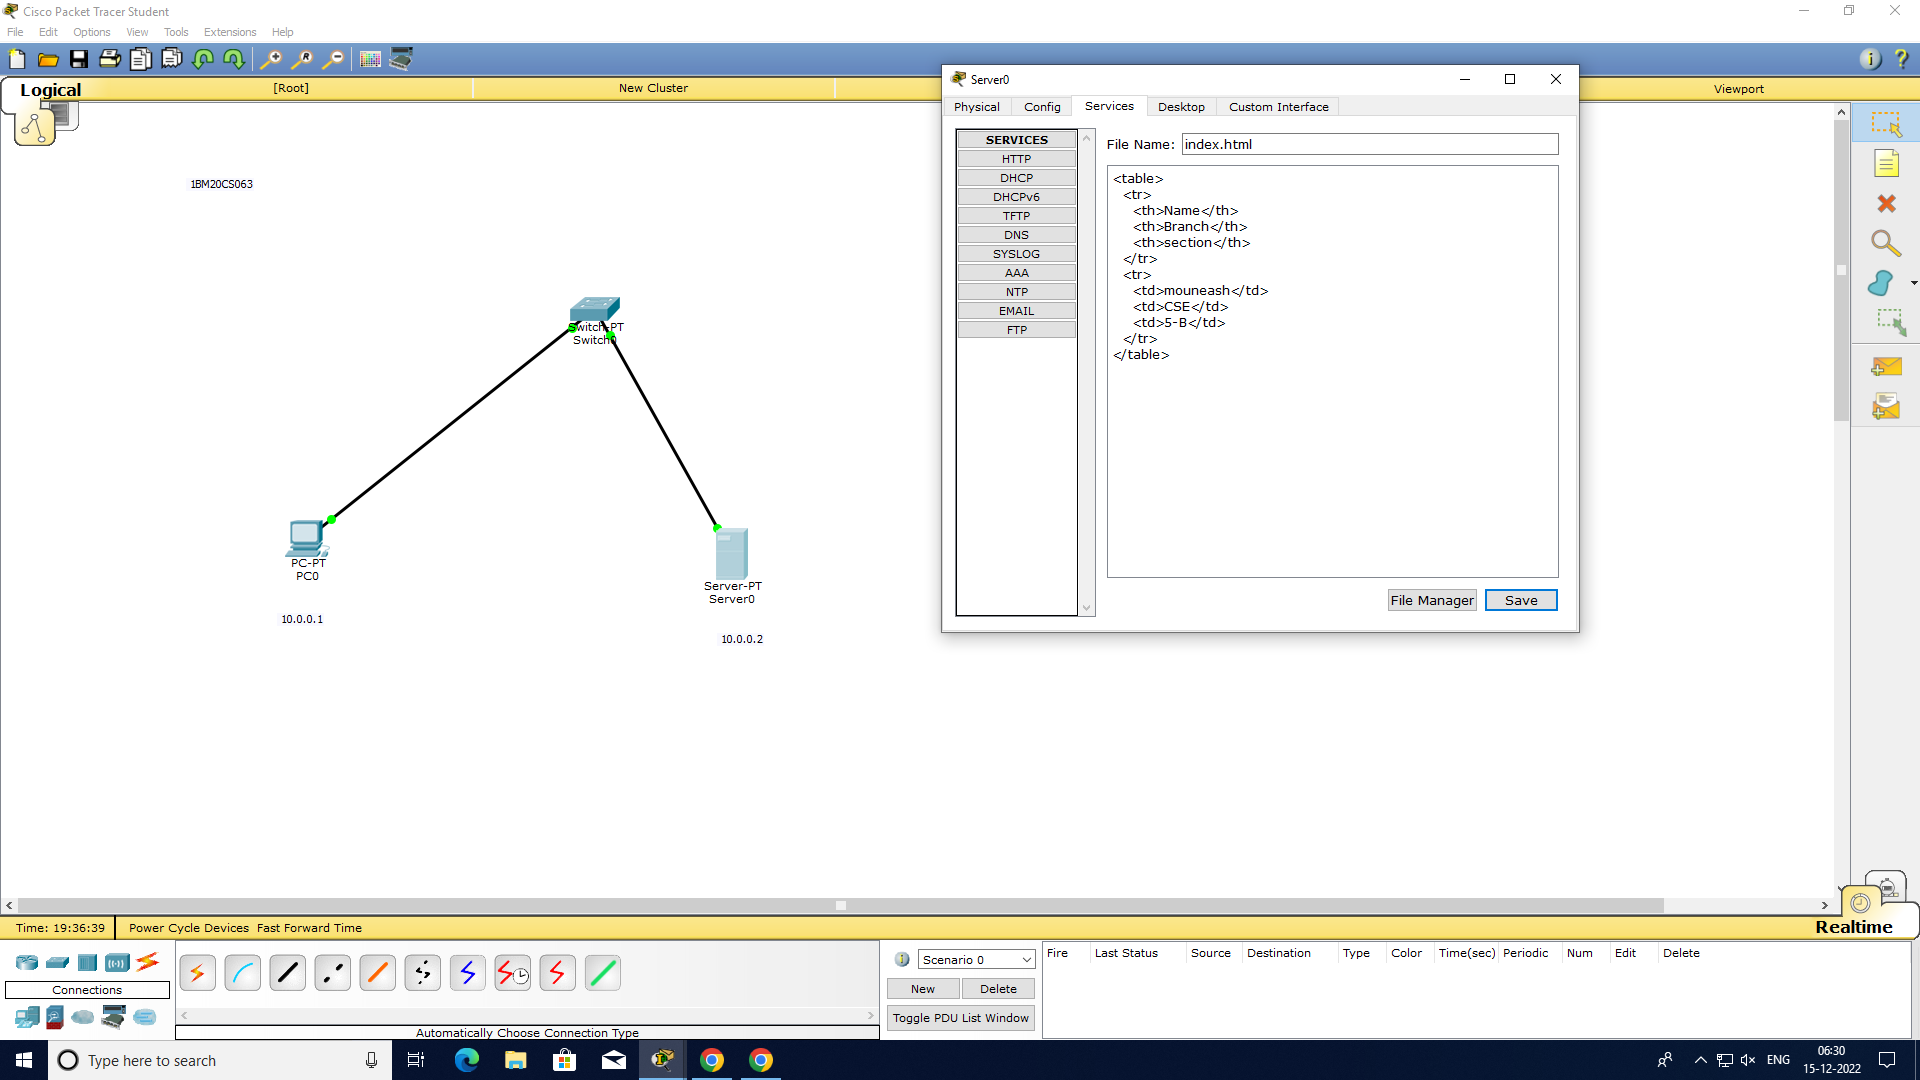 Cisco Packet Tracer Student
File Edit Options View Tools Extensions Help
Logical [Root] New Cluster Viewport
1BM20CS063
Switch-PT
Switch0
PC-PT
PC0
10.0.0.1
Server-PT
Server0
10.0.0.2
Server0
Physical Config Services Desktop Custom Interface
SERVICES
HTTP
DHCP
DHCPv6
TFTP
DNS
SYSLOG
AAA
NTP
EMAIL
FTP
File Name: index.html
<table>
<tr>
<th>Name</th>
<th>Branch</th>
<th>section</th>
</tr>
<tr>
<td>mouneash</td>
<td>CSE</td>
<td>5-B</td>
</tr>
</table>
File Manager Save
Time: 19:36:39 Power Cycle Devices Fast Forward Time Realtime
Connections
Automatically Choose Connection Type
Scenario 0
New Delete
Toggle PDU List Window
Fire Last Status Source Destination Type Color Time(sec) Periodic Num Edit Delete
Type here to search
ENG
06:30
15-12-2022